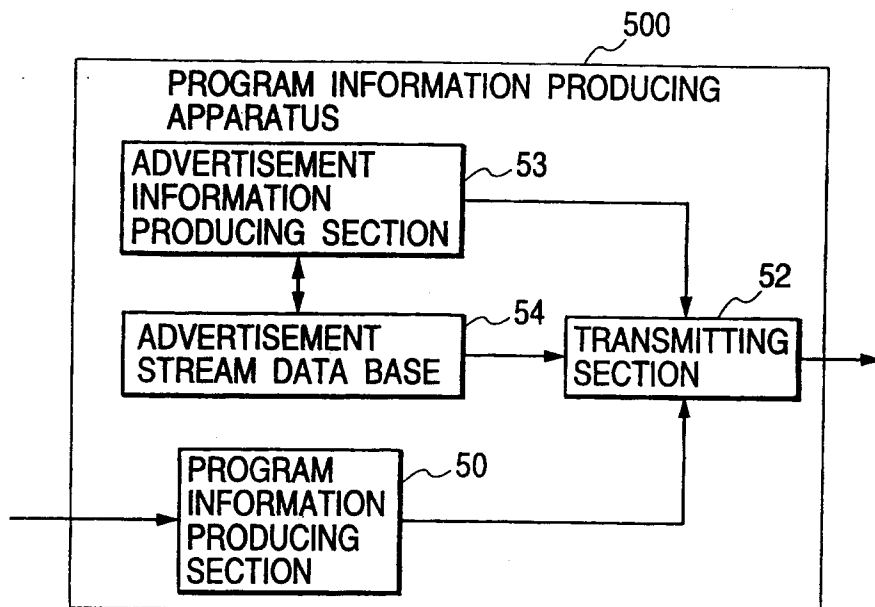 500
PROGRAM INFORMATION PRODUCING
APPARATUS
ADVERTISEMENT
INFORMATION
PRODUCING SECTION
53
ADVERTISEMENT
STREAM DATA BASE
54
TRANSMITTING
SECTION
52
PROGRAM
INFORMATION
PRODUCING
SECTION
50